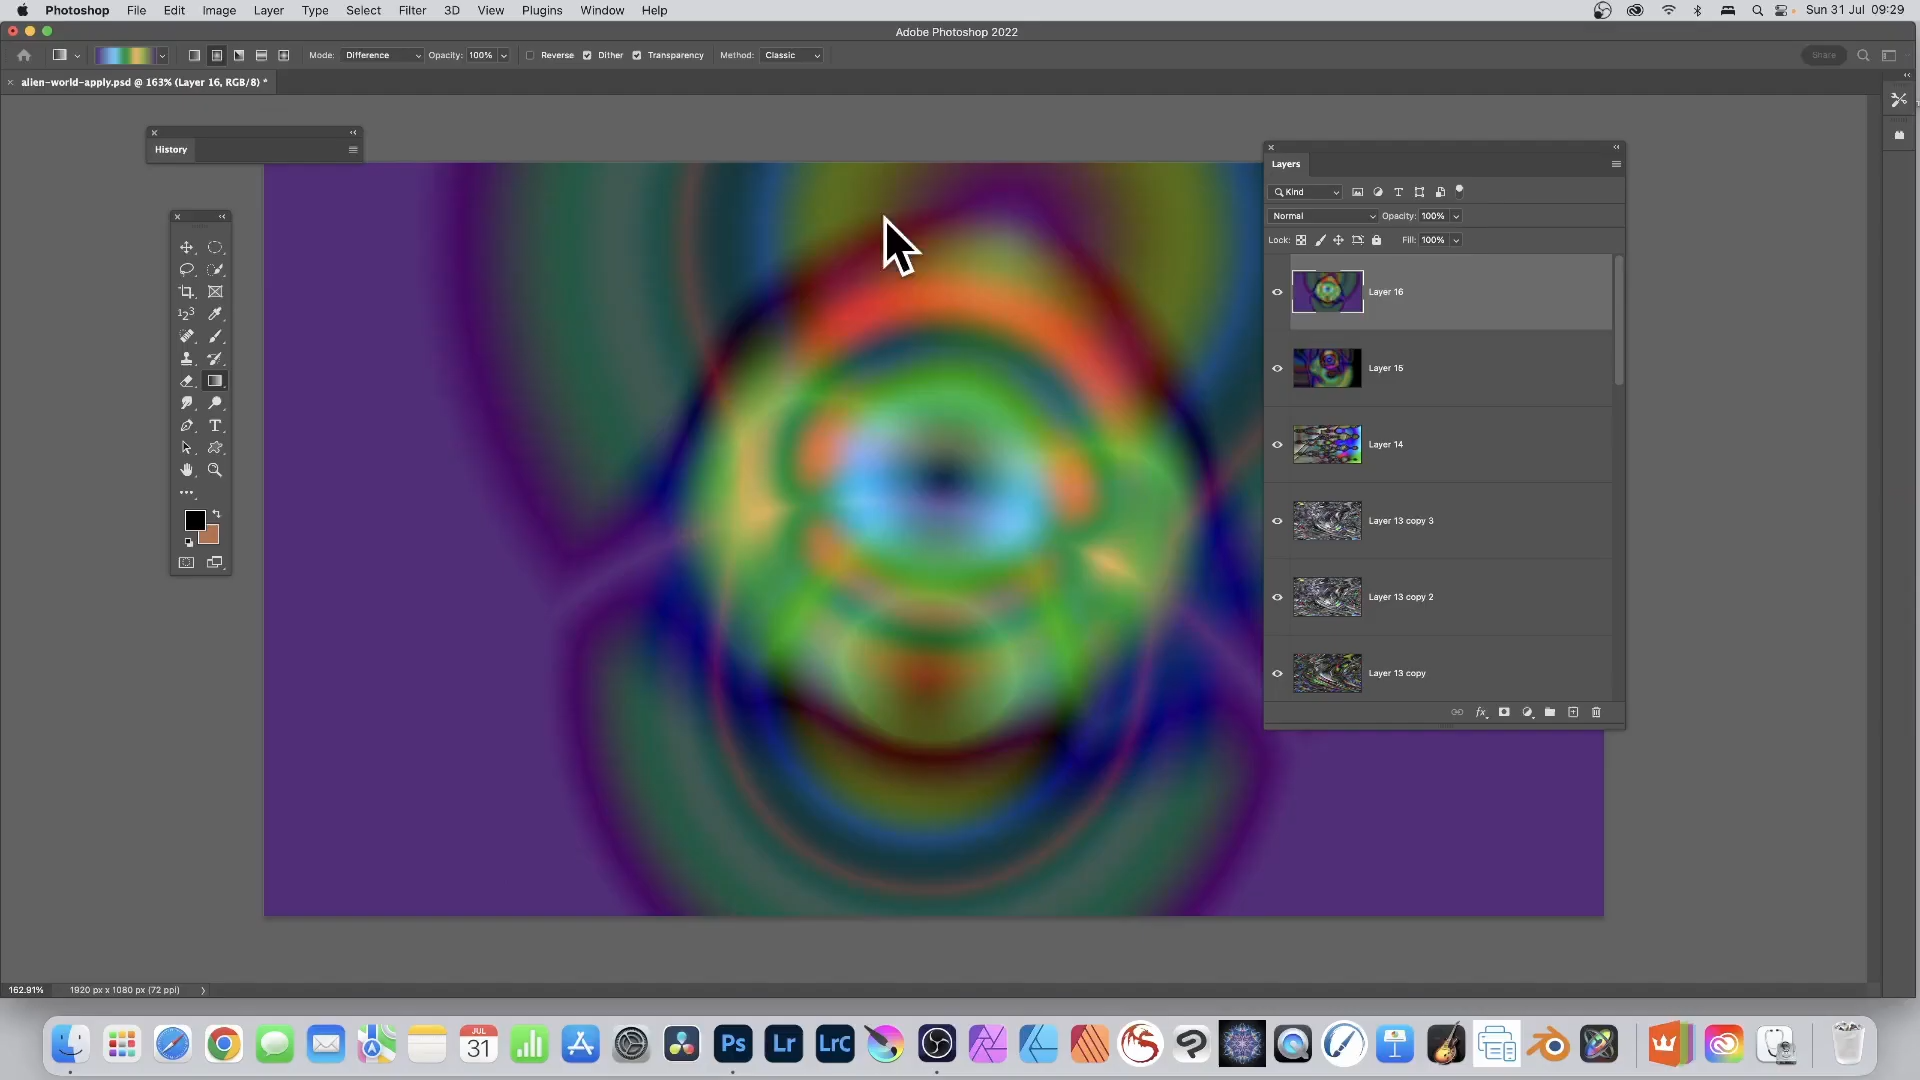 Photoshop File Edit Image Layer Type Select Filter 3D View Plugins Window Help Sun 31 Jul 09:29
Adobe Photoshop 2022
Mode: Difference Opacity: 100% Reverse Dither Transparency Method: Classic Share
alien-world-apply.psd @ 163% (Layer 16, RGB/8) *
History
Layers
Kind
Normal Opacity: 100%
Lock: Fill: 100%
Layer 16
Layer 15
Layer 14
Layer 13 copy 3
Layer 13 copy 2
Layer 13 copy
fx
162.91% 1920 px x 1080 px (72 ppi)
JUL
31
Ps
Lr
LrC